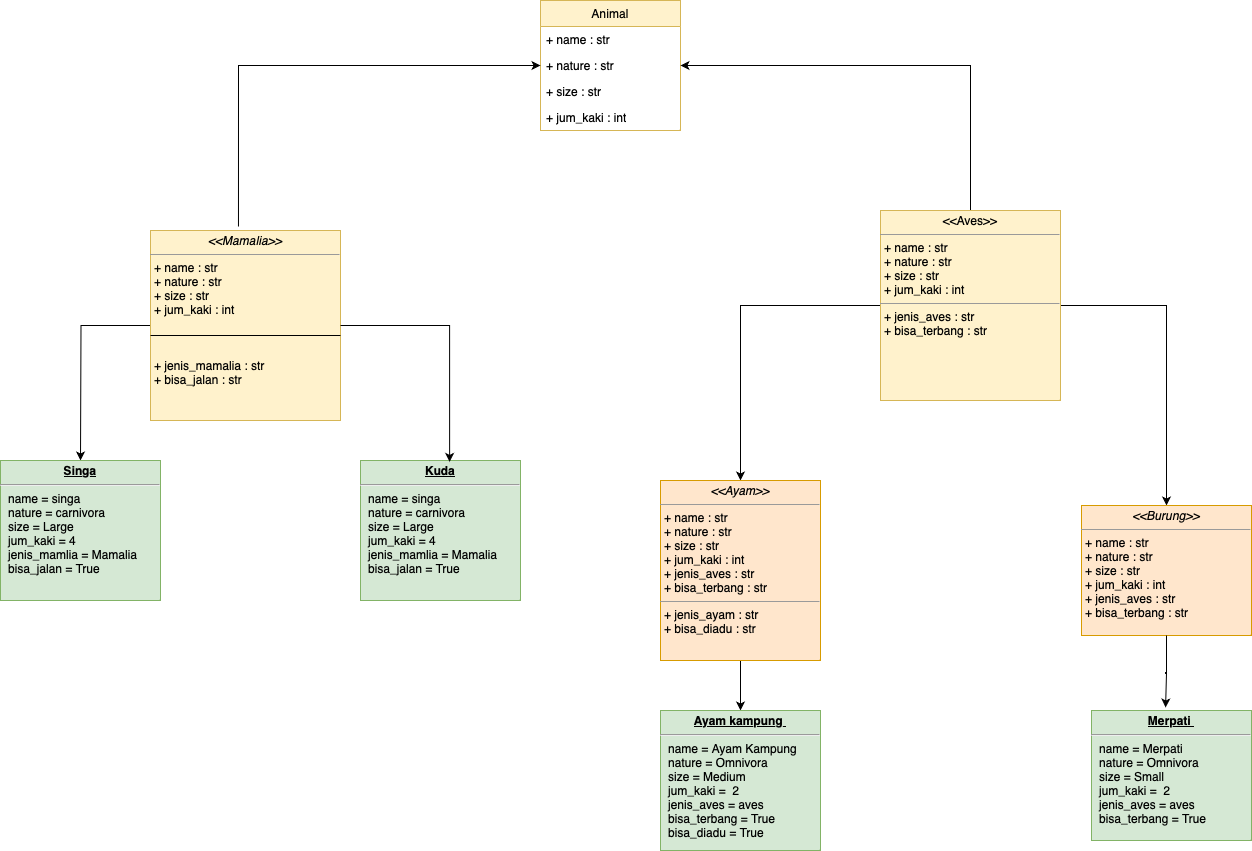 Animal
+ name : str
+ nature : str
+ size : str
+ jum_kaki : int
<<Mamalia>>
+ name : str
+ nature : str
+ size : str
+ jum_kaki : int
+ jenis_mamalia : str
+ bisa_jalan : str
<<Aves>>
+ name : str
+ nature : str
+ size : str
+ jum_kaki : int
+ jenis_aves : str
+ bisa_terbang : str
Singa
name = singa
nature = carnivora
size = Large
jum_kaki = 4
jenis_mamlia = Mamalia
bisa_jalan = True
Kuda
name = singa
nature = carnivora
size = Large
jum_kaki = 4
jenis_mamlia = Mamalia
bisa_jalan = True
<<Ayam>>
+ name : str
+ nature : str
+ size : str
+ jum_kaki : int
+ jenis_aves : str
+ bisa_terbang : str
+ jenis_ayam : str
+ bisa_diadu : str
<<Burung>>
+ name : str
+ nature : str
+ size : str
+ jum_kaki : int
+ jenis_aves : str
+ bisa_terbang : str
Ayam kampung
name = Ayam Kampung
nature = Omnivora
size = Medium
jum_kaki = 2
jenis_aves = aves
bisa_terbang = True
bisa_diadu = True
Merpati
name = Merpati
nature = Omnivora
size = Small
jum_kaki = 2
jenis_aves = aves
bisa_terbang = True